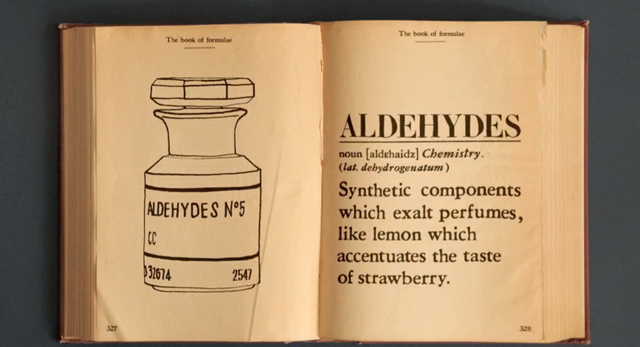 The book of formulae
ALDEHYDES Nº5
CC
32674 2547
327
The book of formulae
ALDEHYDES
noun [aldehaidz] Chemistry.
(lat. dehydrogenatum)
Synthetic components
which exalt perfumes,
like lemon which
accentuates the taste
of strawberry.
328